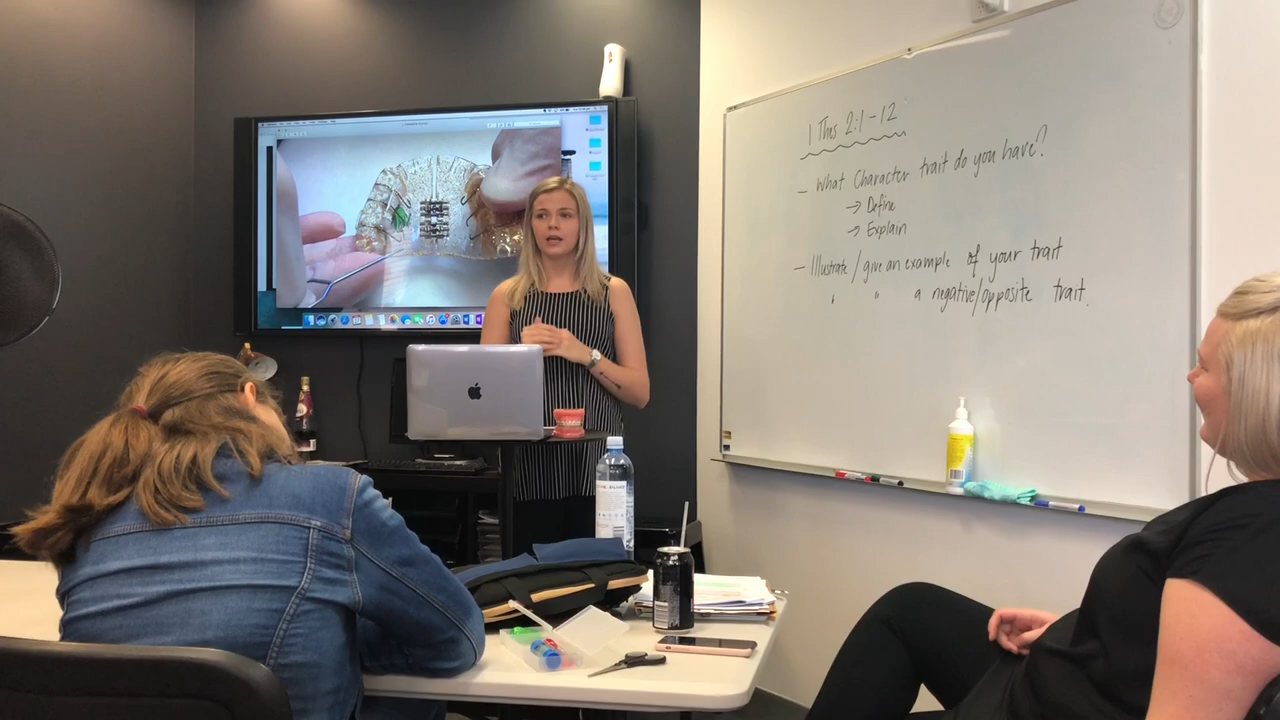 1 Thes 2:1-12
- What Character trait do you have?
→ Define
→ Explain
- Illustrate / give an example of your trait
" " a negative/opposite trait.